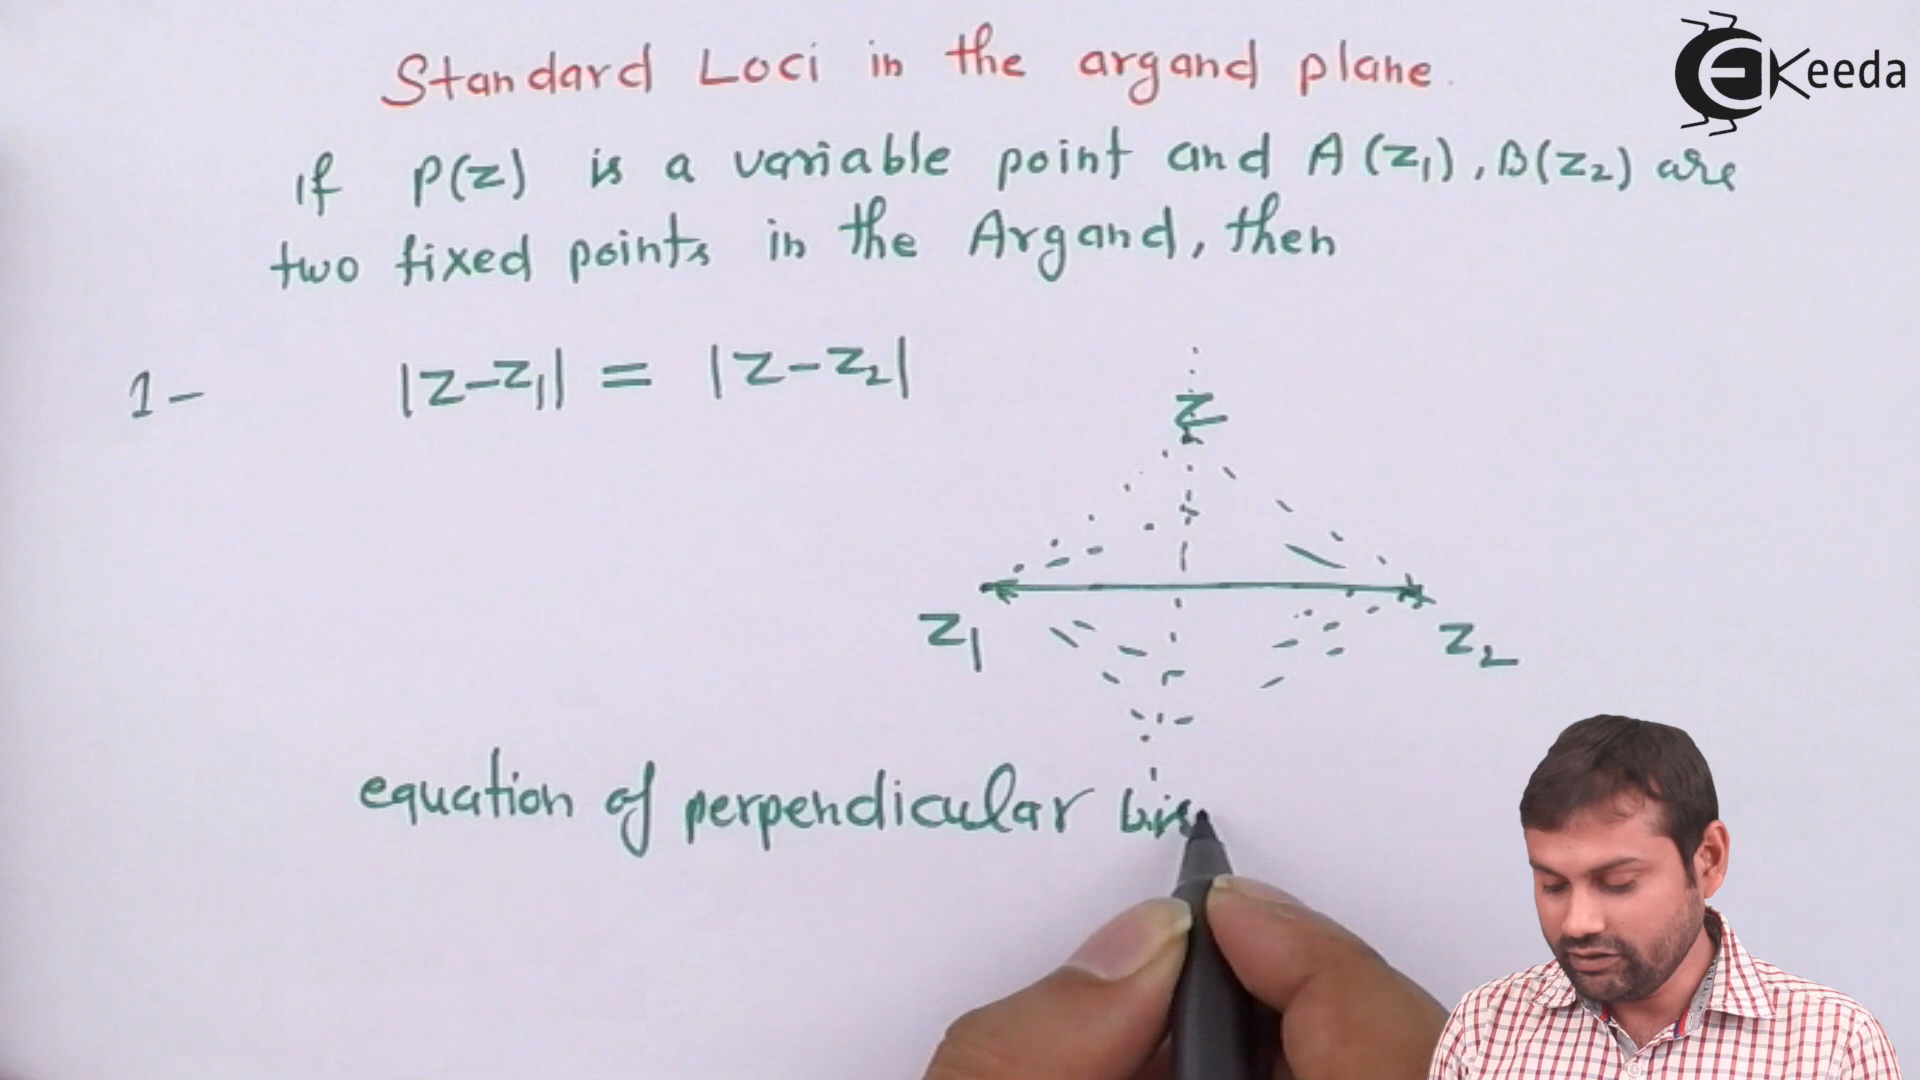 Standard Loci in the argand plane.
Keeda
if P(z) is a variable point and A(z₁), B(z₂) are
two fixed points in the Argand, then
1- |z-z₁| = |z-z₂|
z
z₁
z₂
equation of perpendicular bis